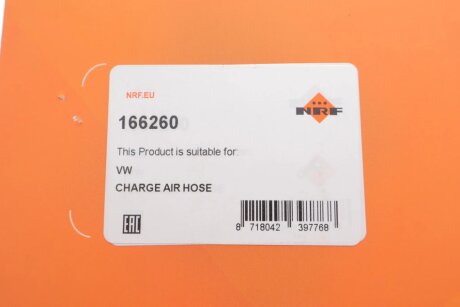 NRF.EU
NRF
166260
This Product is suitable for:
VW
CHARGE AIR HOSE
EAC
8 718042 397768